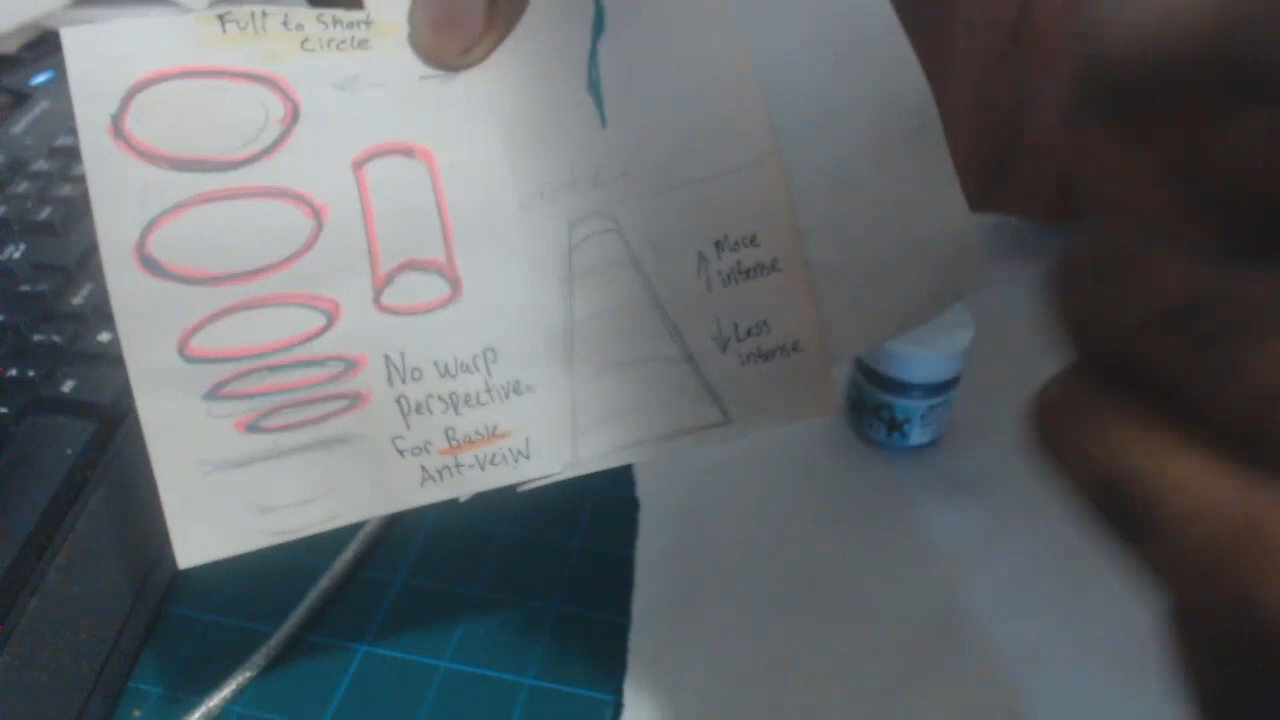 Full to Short
Circle
No warp
perspective.
For Basic
Ant-veiw
↑ More
intense
↓ Less
intense